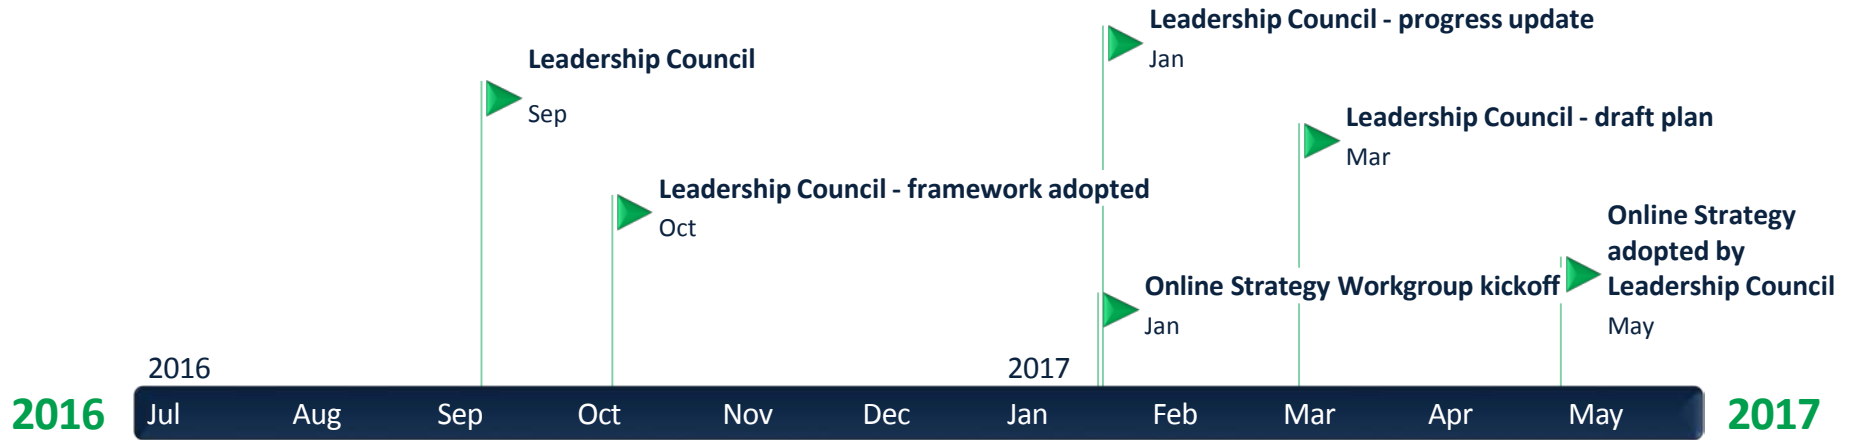 Leadership Council - progress update
Jan
Leadership Council
Sep
Leadership Council - draft plan
Mar
Leadership Council - framework adopted
Oct
Online Strategy
adopted by
Leadership Council
May
Online Strategy Workgroup kickoff
Jan
2016
2017
2016
Jul
Aug
Sep
Oct
Nov
Dec
Jan
Feb
Mar
Apr
May
2017